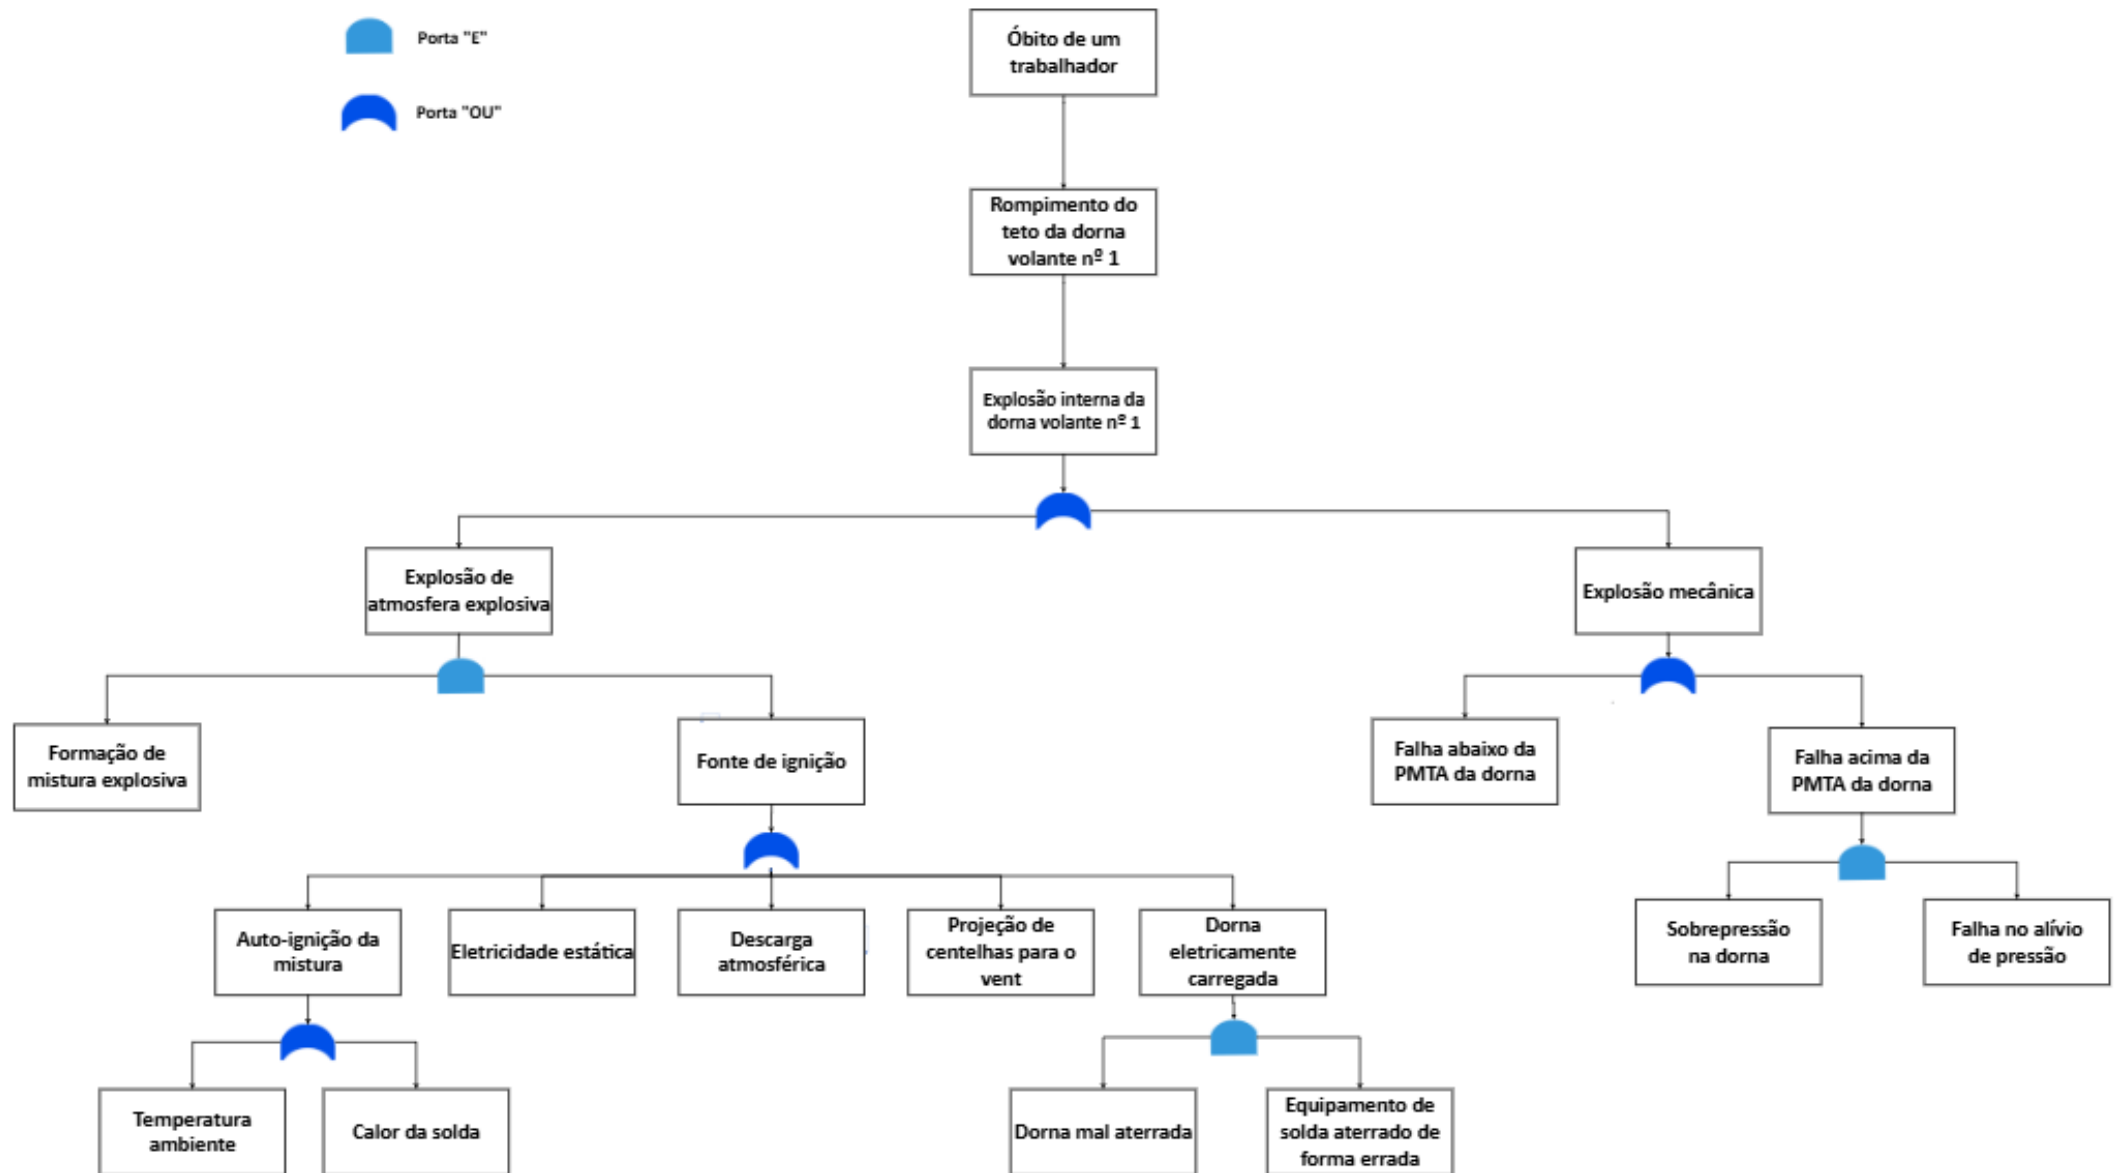 Porta "E"
Porta "OU"
Óbito de um
trabalhador
Rompimento do
teto da dorna
volante nº 1
Explosão interna da
dorna volante nº 1
Explosão de
atmosfera explosiva
Explosão mecânica
Formação de
mistura explosiva
Fonte de ignição
Falha abaixo da
PMTA da dorna
Falha acima da
PMTA da dorna
Auto-ignição da
mistura
Eletricidade estática
Descarga
atmosférica
Projeção de
centelhas para o
vent
Dorna
eletricamente
carregada
Sobrepressão
na dorna
Falha no alívio
de pressão
Temperatura
ambiente
Calor da solda
Dorna mal aterrada
Equipamento de
solda aterrado de
forma errada